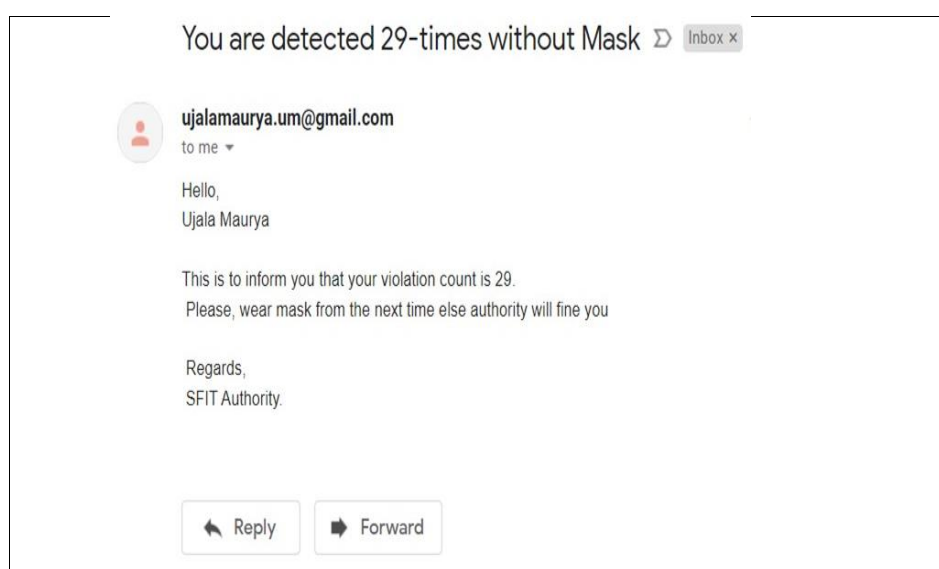 You are detected 29-times without Mask Inbox ×
ujalamaurya.um@gmail.com
to me
Hello,
Ujala Maurya
This is to inform you that your violation count is 29.
Please, wear mask from the next time else authority will fine you
Regards,
SFIT Authority.
Reply Forward